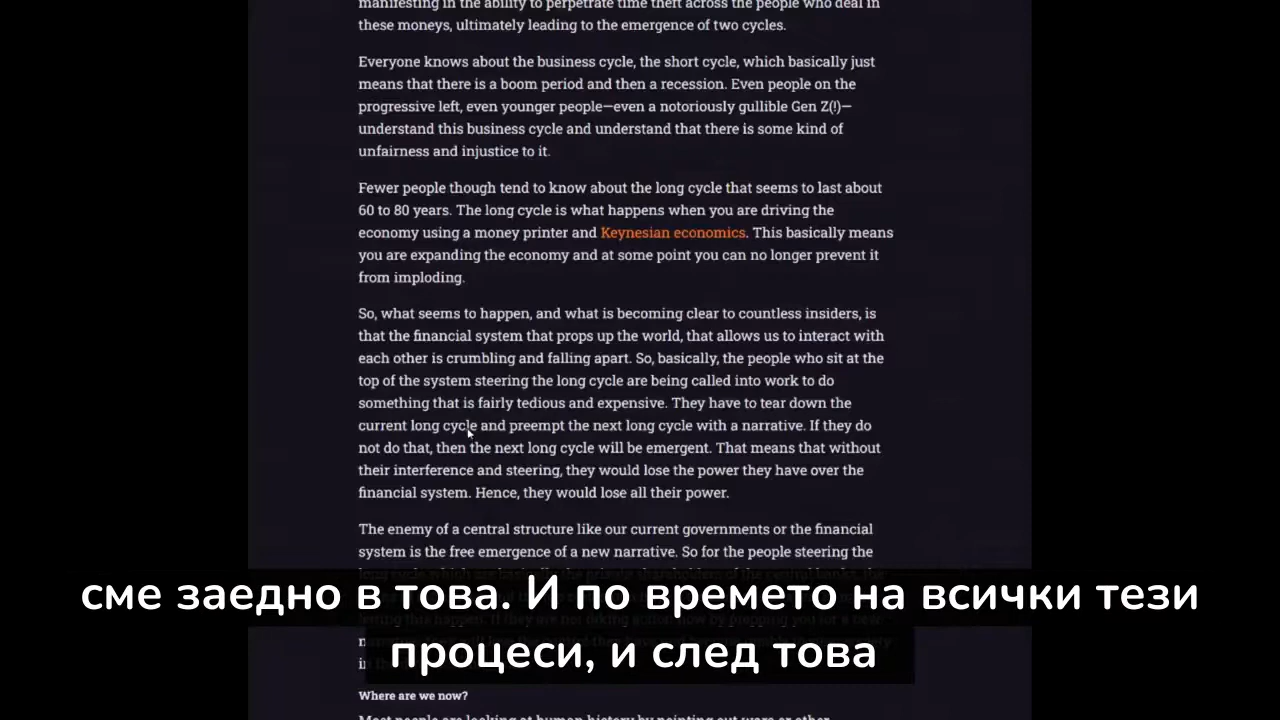 manifesting in the ability to perpetrate time theft across the people who deal in
these moneys, ultimately leading to the emergence of two cycles.
Everyone knows about the business cycle, the short cycle, which basically just
means that there is a boom period and then a recession. Even people on the
progressive left, even younger people—even a notoriously gullible Gen Z(!)—
understand this business cycle and understand that there is some kind of
unfairness and injustice to it.
Fewer people though tend to know about the long cycle that seems to last about
60 to 80 years. The long cycle is what happens when you are driving the
economy using a money printer and Keynesian economics. This basically means
you are expanding the economy and at some point you can no longer prevent it
from imploding.
So, what seems to happen, and what is becoming clear to countless insiders, is
that the financial system that props up the world, that allows us to interact with
each other is crumbling and falling apart. So, basically, the people who sit at the
top of the system steering the long cycle are being called into work to do
something that is fairly tedious and expensive. They have to tear down the
current long cycle and preempt the next long cycle with a narrative. If they do
not do that, then the next long cycle will be emergent. That means that without
their interference and steering, they would lose the power they have over the
financial system. Hence, they would lose all their power.
The enemy of a central structure like our current governments or the financial
system is the free emergence of a new narrative. So for the people steering the
сме заедно в това. И по времето на всички тези
процеси, и след това
Where are we now?
Most people are looking at human history by pointing out wars or other